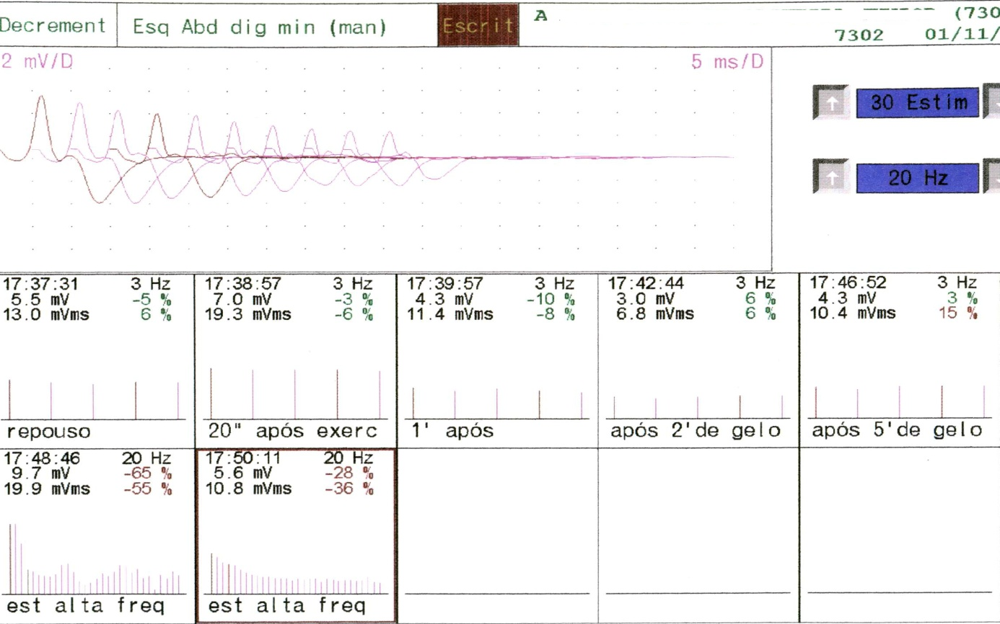 Decrement Esq Abd dig min (man) Escrit A (730
7302 01/11/
2 mV/D 5 ms/D
30 Estim
20 Hz
17:37:31 3 Hz
5.5 mV -5 %
13.0 mVms 6 %
repouso
17:38:57 3 Hz
7.0 mV -3 %
19.3 mVms -6 %
20" após exerc
17:39:57 3 Hz
4.3 mV -10 %
11.4 mVms -8 %
1' após
17:42:44 3 Hz
3.0 mV 6 %
6.8 mVms 6 %
após 2'de gelo
17:46:52 3 Hz
4.3 mV 3 %
10.4 mVms 15 %
após 5'de gelo
17:48:46 20 Hz
9.7 mV -65 %
19.9 mVms -55 %
est alta freq
17:50:11 20 Hz
5.6 mV -28 %
10.8 mVms -36 %
est alta freq